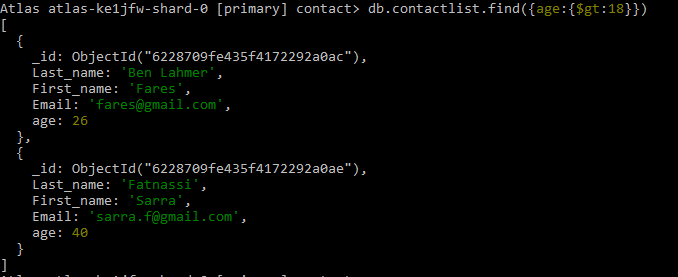 Atlas atlas-ke1jfw-shard-0 [primary] contact> db.contactlist.find({age:{$gt:18}})
[
  {
    _id: ObjectId("6228709fe435f4172292a0ac"),
    Last_name: 'Ben Lahmer',
    First_name: 'Fares',
    Email: 'fares@gmail.com',
    age: 26
  },
  {
    _id: ObjectId("6228709fe435f4172292a0ae"),
    Last_name: 'Fatnassi',
    First_name: 'Sarra',
    Email: 'sarra.f@gmail.com',
    age: 40
  }
]